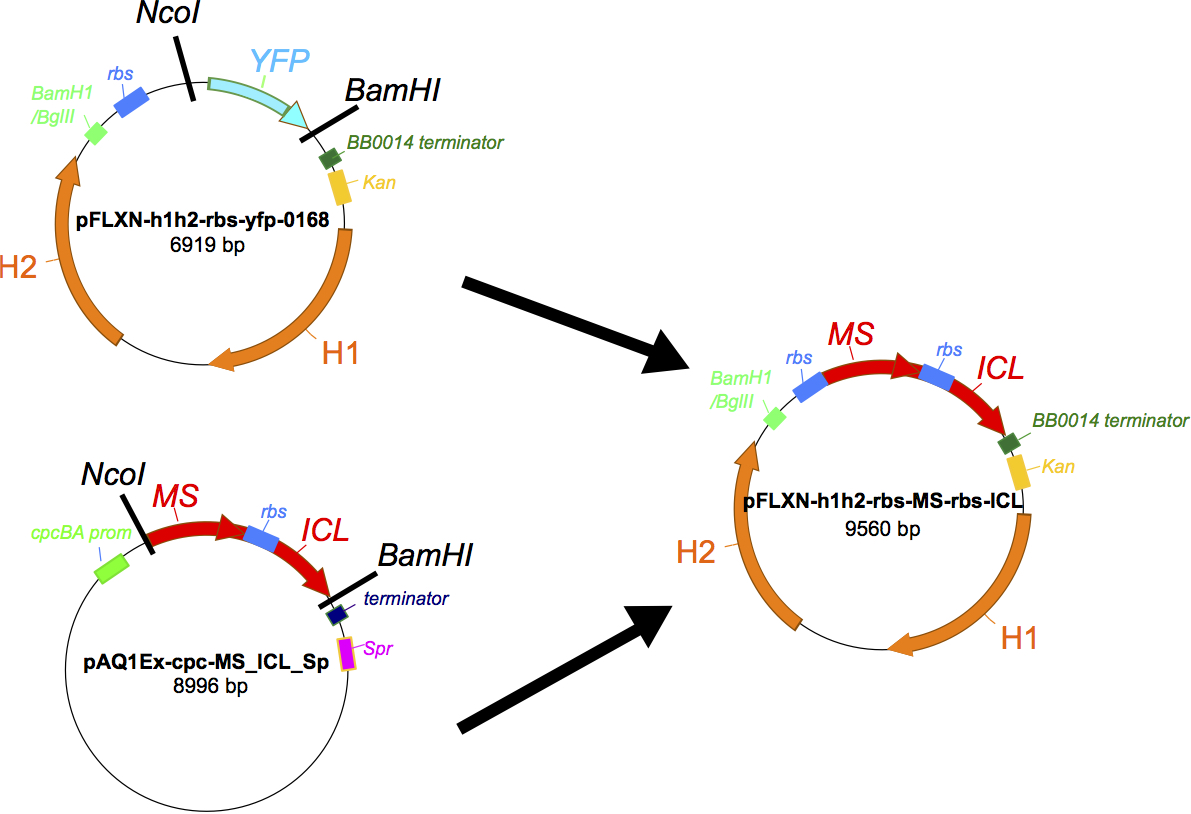 NcoI
YFP
rbs
BamH1
/BglII
BamHI
BB0014 terminator
Kan
pFLXN-h1h2-rbs-yfp-0168
6919 bp
H2
H1
NcoI
MS
rbs
ICL
cpcBA prom
BamHI
terminator
Spr
pAQ1Ex-cpc-MS_ICL_Sp
8996 bp
MS
rbs
rbs
ICL
BamH1
/BglII
BB0014 terminator
Kan
pFLXN-h1h2-rbs-MS-rbs-ICL
9560 bp
H2
H1